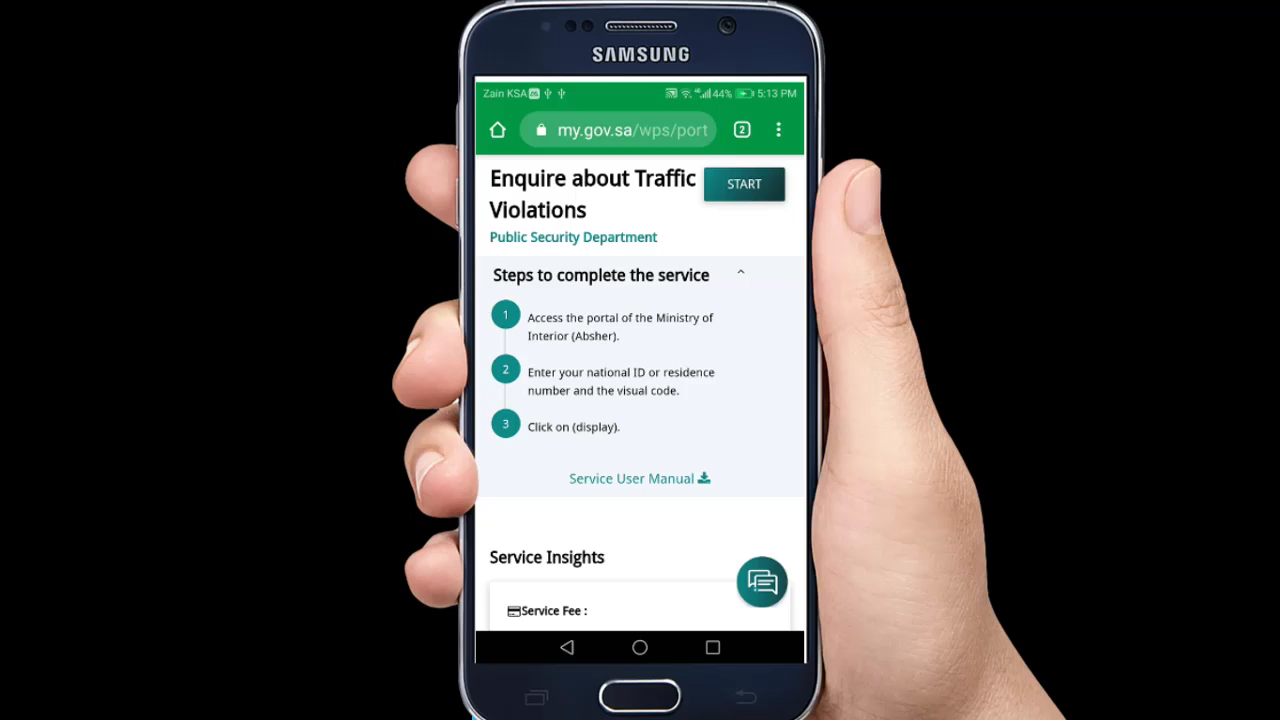 SAMSUNG
Zain KSA 44% 5:13 PM
my.gov.sa/wps/port 2
Enquire about Traffic START
Violations
Public Security Department
Steps to complete the service
1 Access the portal of the Ministry of
Interior (Absher).
2 Enter your national ID or residence
number and the visual code.
3 Click on (display).
Service User Manual
Service Insights
Service Fee :